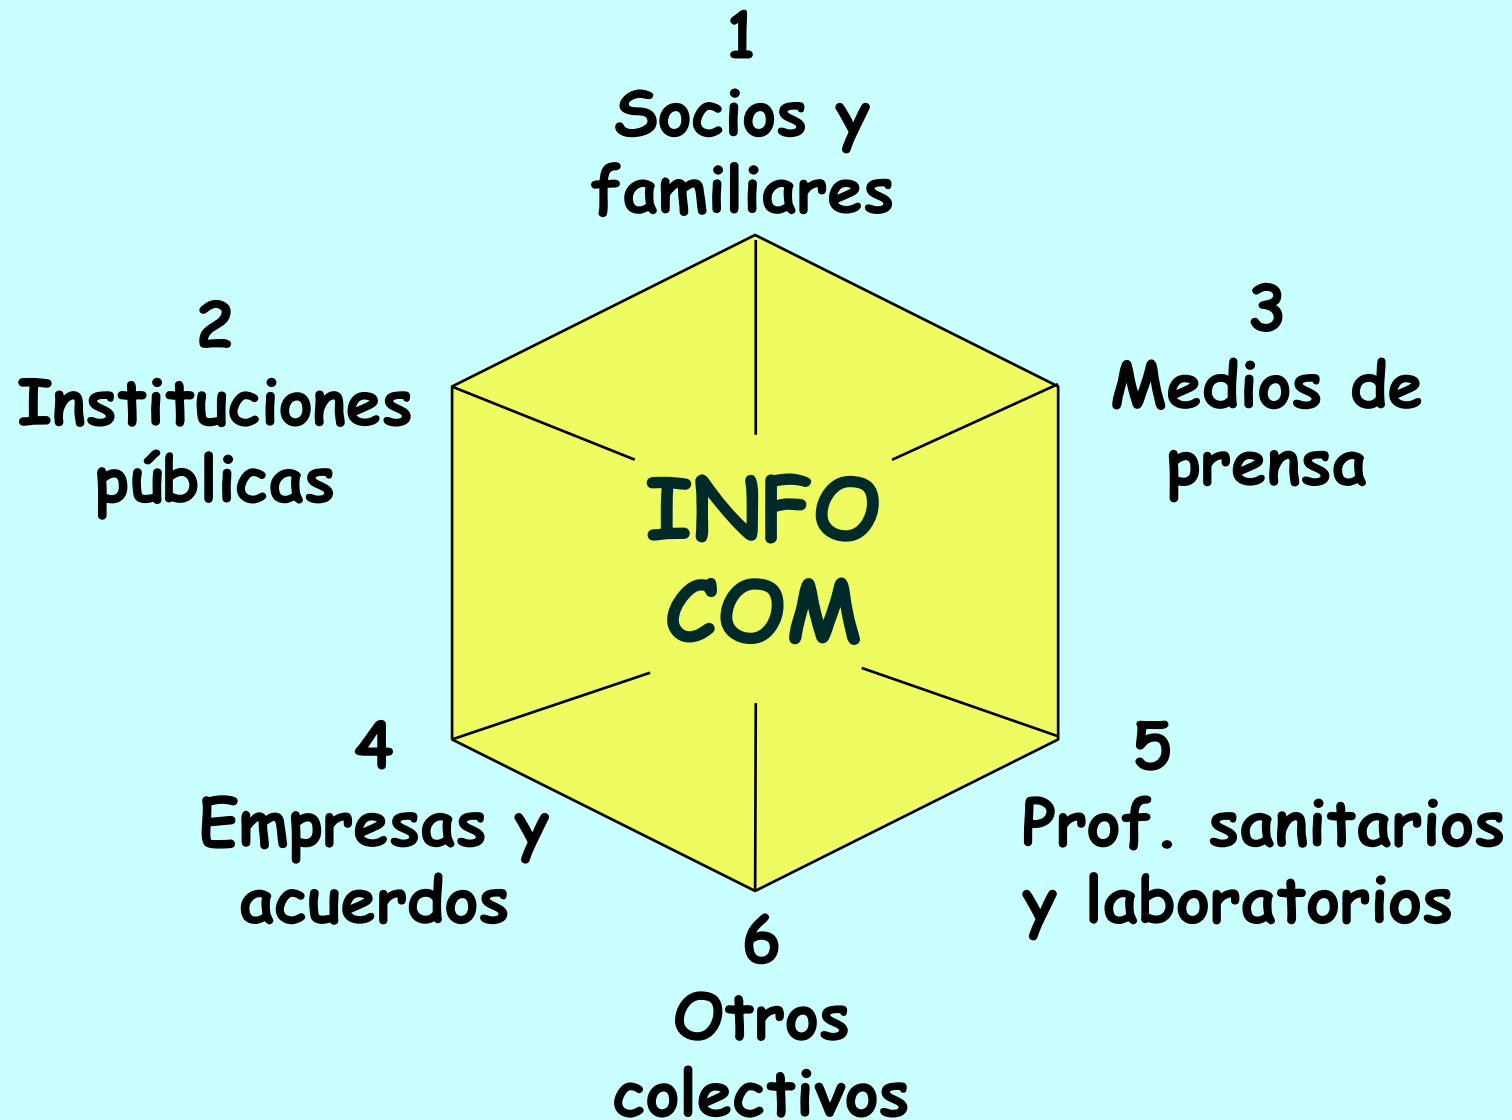 1
Socios y
familiares
2
Instituciones
públicas
3
Medios de
prensa
INFO
COM
4
Empresas y
acuerdos
5
Prof. sanitarios
y laboratorios
6
Otros
colectivos